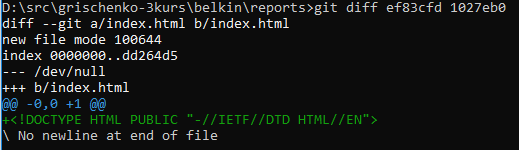 D:\src\grischenko-3kurs\belkin\reports>git diff ef83cfd 1027eb0
diff --git a/index.html b/index.html
new file mode 100644
index 0000000..dd264d5
--- /dev/null
+++ b/index.html
@@ -0,0 +1 @@
+<!DOCTYPE HTML PUBLIC "-//IETF//DTD HTML//EN">
\ No newline at end of file